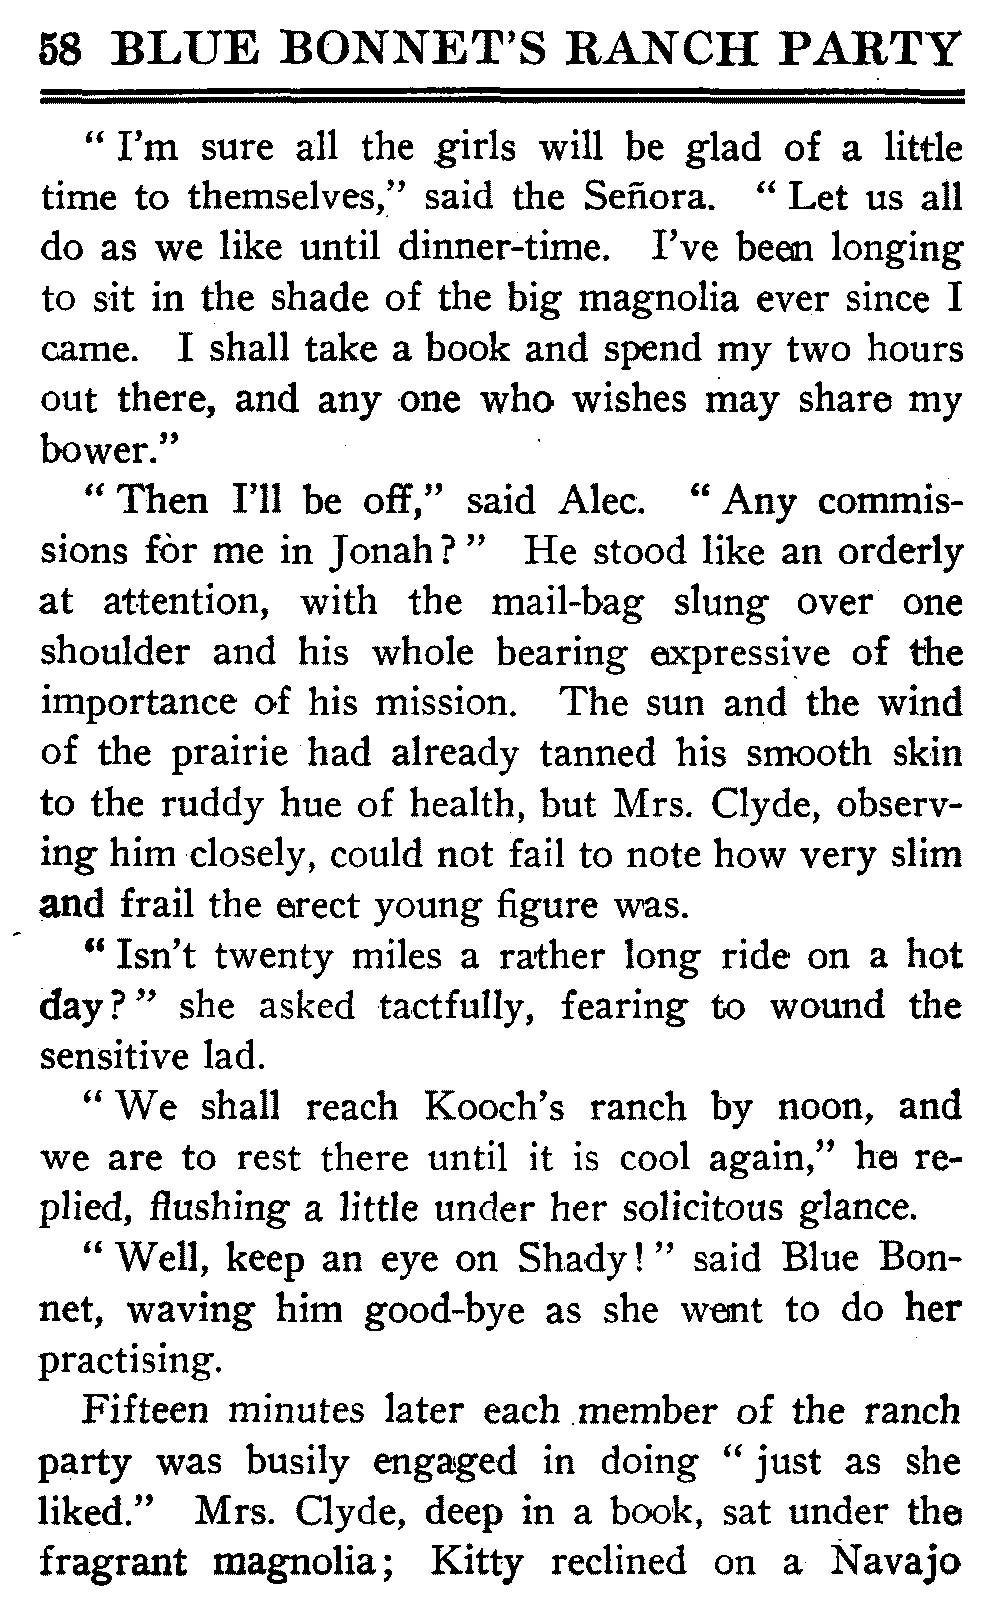 58 BLUE BONNET'S RANCH PARTY
" I'm sure all the girls will be glad of a little
time to themselves," said the Señora. " Let us all
do as we like until dinner-time. I've been longing
to sit in the shade of the big magnolia ever since I
came. I shall take a book and spend my two hours
out there, and any one who wishes may share my
bower."
" Then I'll be off," said Alec. " Any commis-
sions for me in Jonah? " He stood like an orderly
at attention, with the mail-bag slung over one
shoulder and his whole bearing expressive of the
importance of his mission. The sun and the wind
of the prairie had already tanned his smooth skin
to the ruddy hue of health, but Mrs. Clyde, observ-
ing him closely, could not fail to note how very slim
and frail the erect young figure was.
" Isn't twenty miles a rather long ride on a hot
day? " she asked tactfully, fearing to wound the
sensitive lad.
" We shall reach Kooch's ranch by noon, and
we are to rest there until it is cool again," he re-
plied, flushing a little under her solicitous glance.
" Well, keep an eye on Shady! " said Blue Bon-
net, waving him good-bye as she went to do her
practising.
Fifteen minutes later each member of the ranch
party was busily engaged in doing " just as she
liked." Mrs. Clyde, deep in a book, sat under the
fragrant magnolia; Kitty reclined on a Navajo